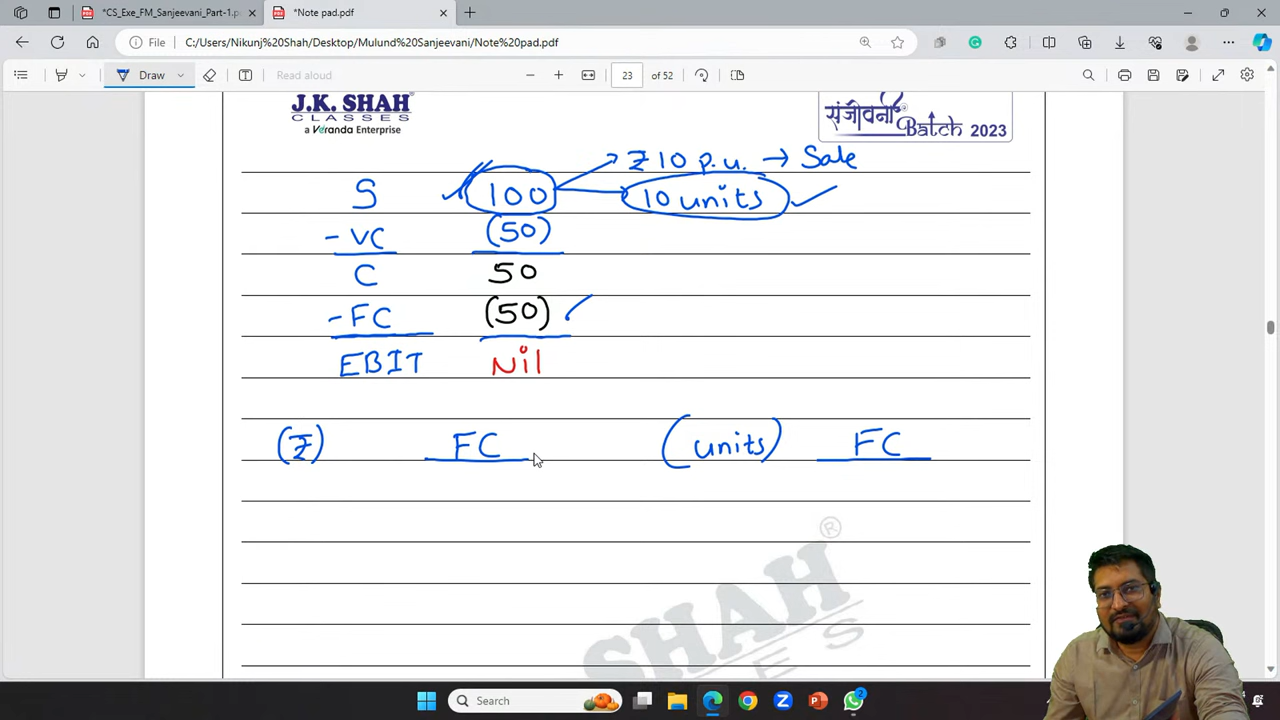 *CS_Exe_FM_Sanjeevani_Part-1.p
*Note pad.pdf
File
C:/Users/Nikunj%20Shah/Desktop/Mulund%20Sanjeevani/Note%20pad.pdf
Draw
Read aloud
23 of 52
J.K. SHAH
CLASSES
a Veranda Enterprise
संजीवनी
Batch 2023
₹10 p.u. → Sale
S 100 10 units
- VC (50)
C 50
- FC (50)
EBIT Nil
(₹) FC (units) FC
®
SHAH
ES
Search
2